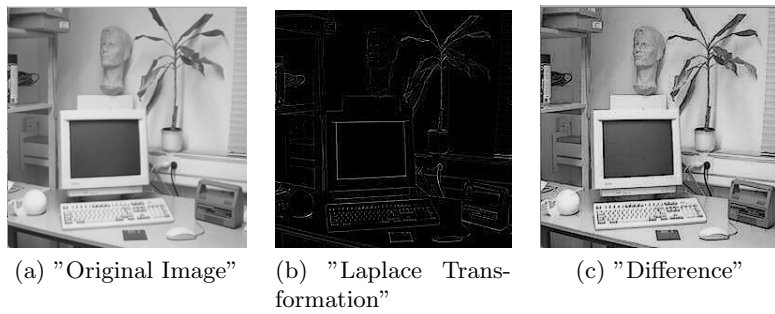 (a) ”Original Image”
(b) ”Laplace Trans-
formation”
(c) ”Difference”